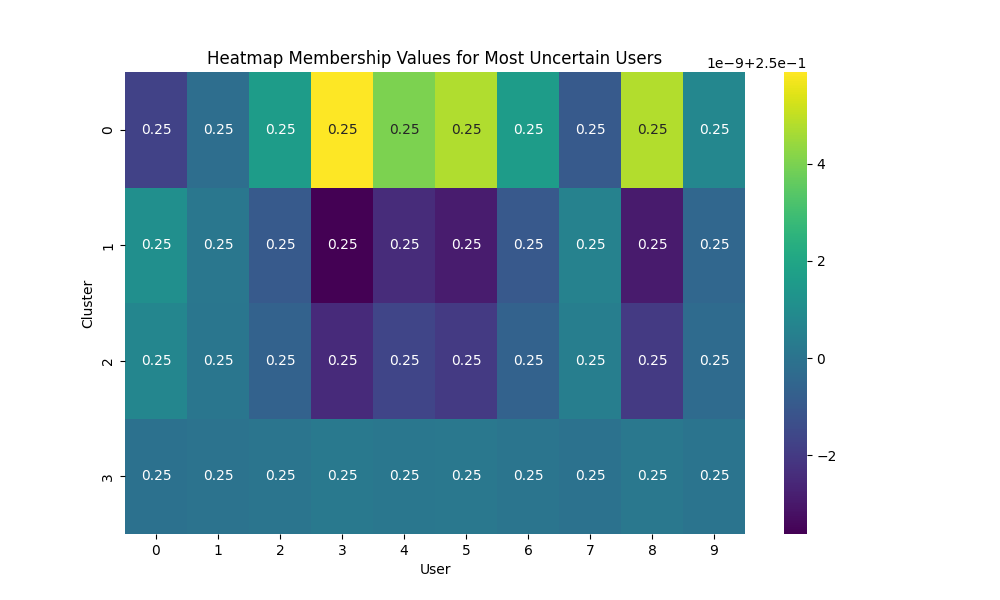 Heatmap Membership Values for Most Uncertain Users
1e−9+2.5e−1
0 0.25 0.25 0.25 0.25 0.25 0.25 0.25 0.25 0.25 0.25
4
1 0.25 0.25 0.25 0.25 0.25 0.25 0.25 0.25 0.25 0.25
2
Cluster
2 0.25 0.25 0.25 0.25 0.25 0.25 0.25 0.25 0.25 0.25
0
−2
3 0.25 0.25 0.25 0.25 0.25 0.25 0.25 0.25 0.25 0.25
0 1 2 3 4 5 6 7 8 9
User